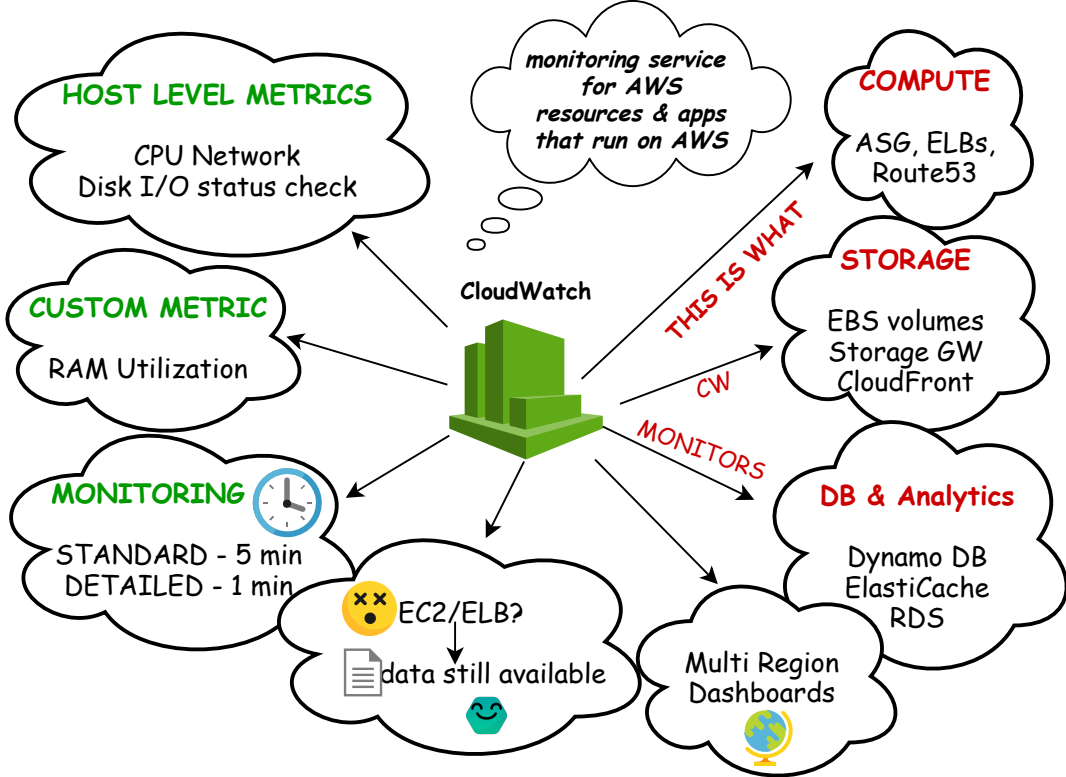 monitoring service
for AWS
resources & apps
that run on AWS
CloudWatch
HOST LEVEL METRICS
CPU Network
Disk I/O status check
CUSTOM METRIC
RAM Utilization
MONITORING
STANDARD - 5 min
DETAILED - 1 min
EC2/ELB?
data still available
Multi Region
Dashboards
THIS IS WHAT
CW
MONITORS
COMPUTE
ASG, ELBs,
Route53
STORAGE
EBS volumes
Storage GW
CloudFront
DB & Analytics
Dynamo DB
ElastiCache
RDS